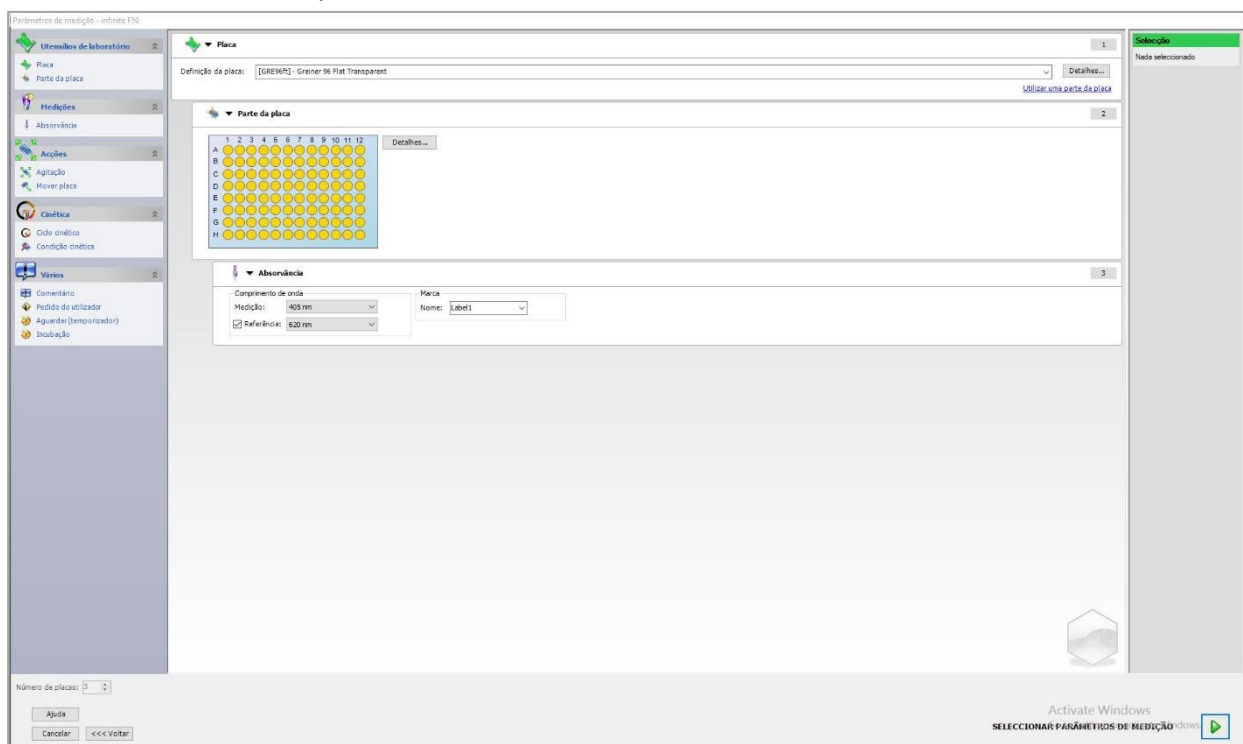 Parâmetros de medição - infinite F50
Utensílios de laboratório
Placa
Parte da placa
Medições
Absorvância
Acções
Agitação
Mover placa
Cinética
Ciclo cinético
Condição cinética
Vários
Comentário
Pedido do utilizador
Aguardar (temporizador)
Incubação
Placa
1
Definição da placa: [GRE96ft] - Greiner 96 Flat Transparent
Detalhes...
Utilizar uma parte da placa
Parte da placa
2
1 2 3 4 5 6 7 8 9 10 11 12
A
B
C
D
E
F
G
H
Detalhes...
Absorvância
3
Comprimento de onda
Medição: 405 nm
Referência: 620 nm
Marca
Nome: Label1
Selecção
Nada seleccionado
Número de placas: 3
Ajuda
Cancelar
<<< Voltar
Activate Windows
SELECCIONAR PARÂMETROS DE MEDIÇÃO